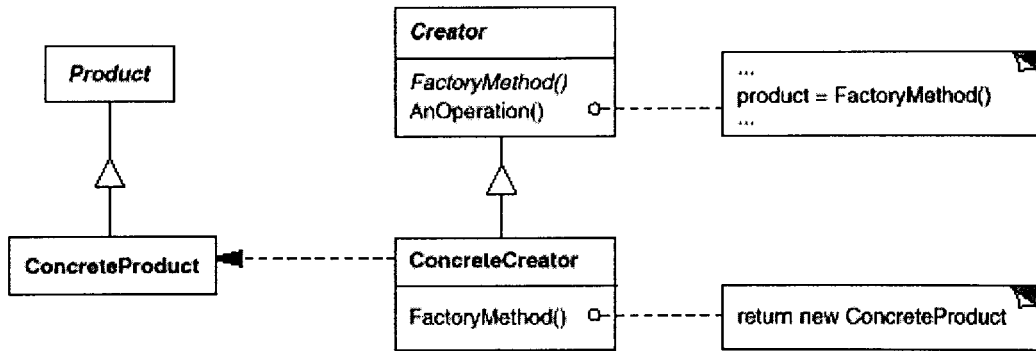 Creator
Product
FactoryMethod()
AnOperation()
...
product = FactoryMethod()
...
ConcreteProduct
ConcreteCreator
FactoryMethod()
return new ConcreteProduct